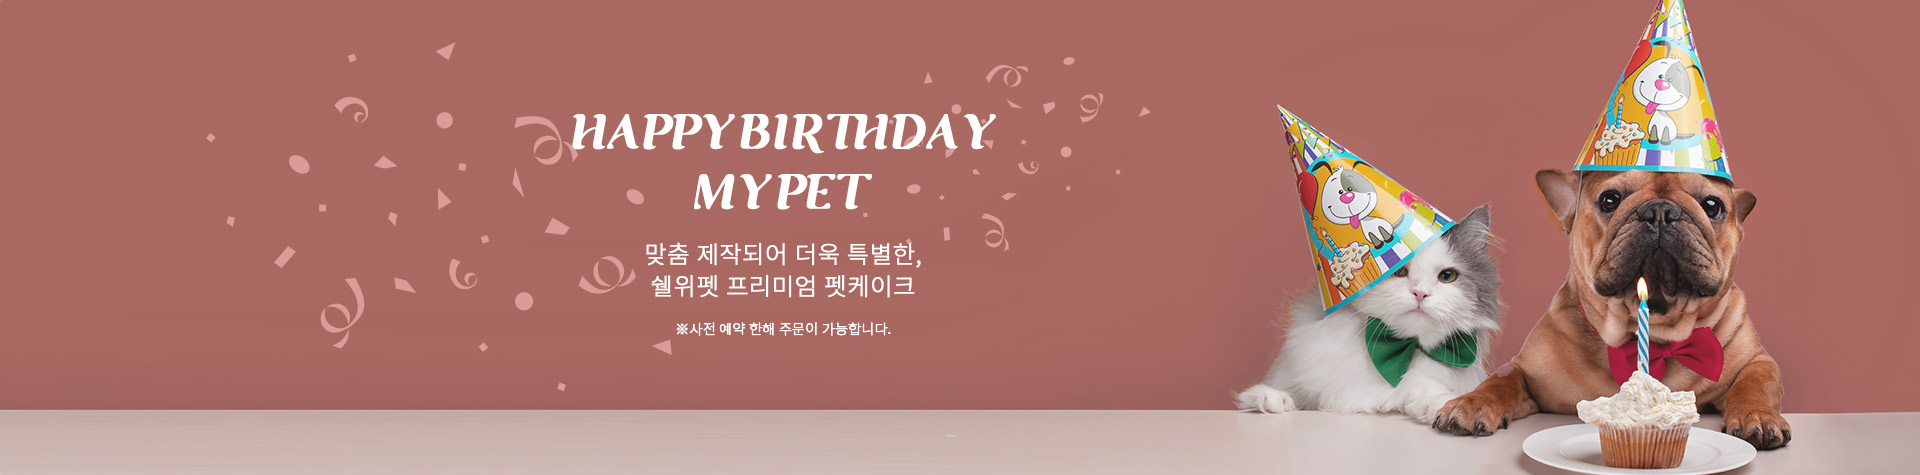 HAPPY BIRTHDAY
MY PET
맞춤 제작되어 더욱 특별한,
쉘위펫 프리미엄 펫케이크
※사전 예약 한해 주문이 가능합니다.